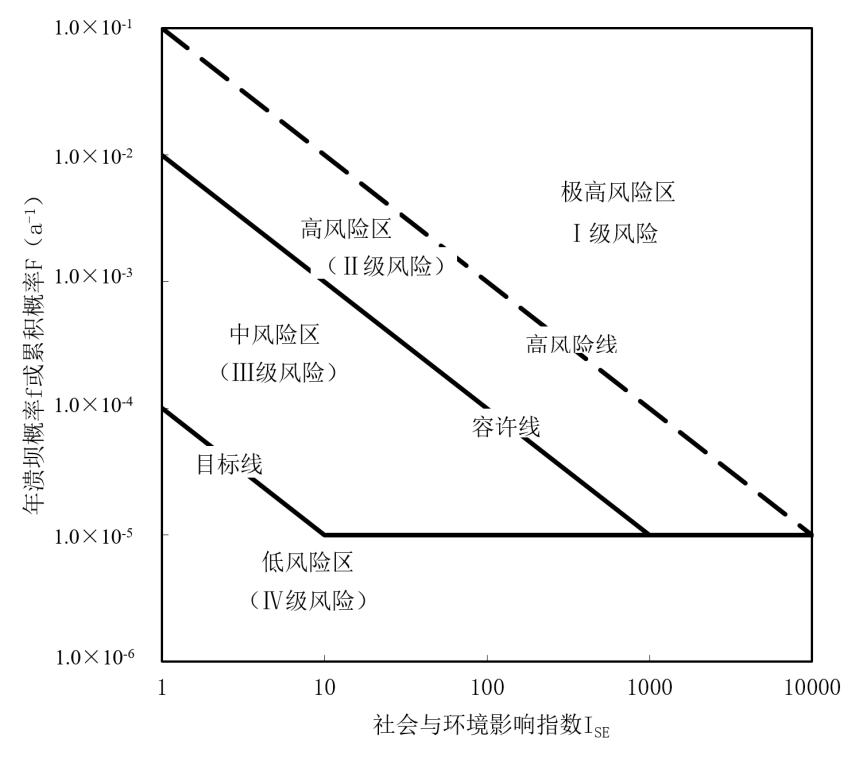 1.0×10⁻¹
1.0×10⁻²
1.0×10⁻³
1.0×10⁻⁴
1.0×10⁻⁵
1.0×10⁻⁶
年溃坝概率f或累积概率F（a⁻¹）
极高风险区
Ⅰ级风险
高风险区
（Ⅱ级风险）
中风险区
（Ⅲ级风险）
高风险线
容许线
目标线
低风险区
（Ⅳ级风险）
1 10 100 1000 10000
社会与环境影响指数I_SE